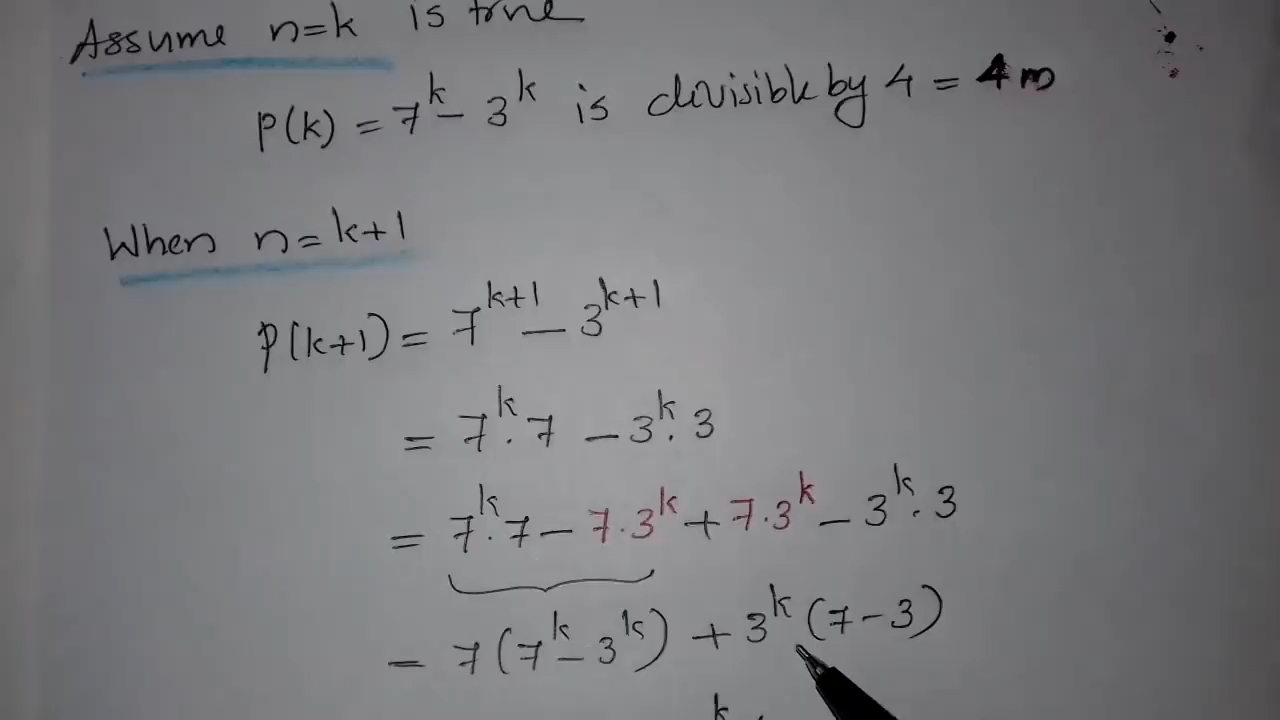 Assume n=k is true
P(k) = 7^k - 3^k is divisible by 4 = 4m
When n=k+1
P(k+1) = 7^{k+1} - 3^{k+1}
= 7^k . 7 - 3^k . 3
= 7^k . 7 - 7 . 3^k + 7 . 3^k - 3^k . 3
= 7(7^k - 3^k) + 3^k (7-3)
k